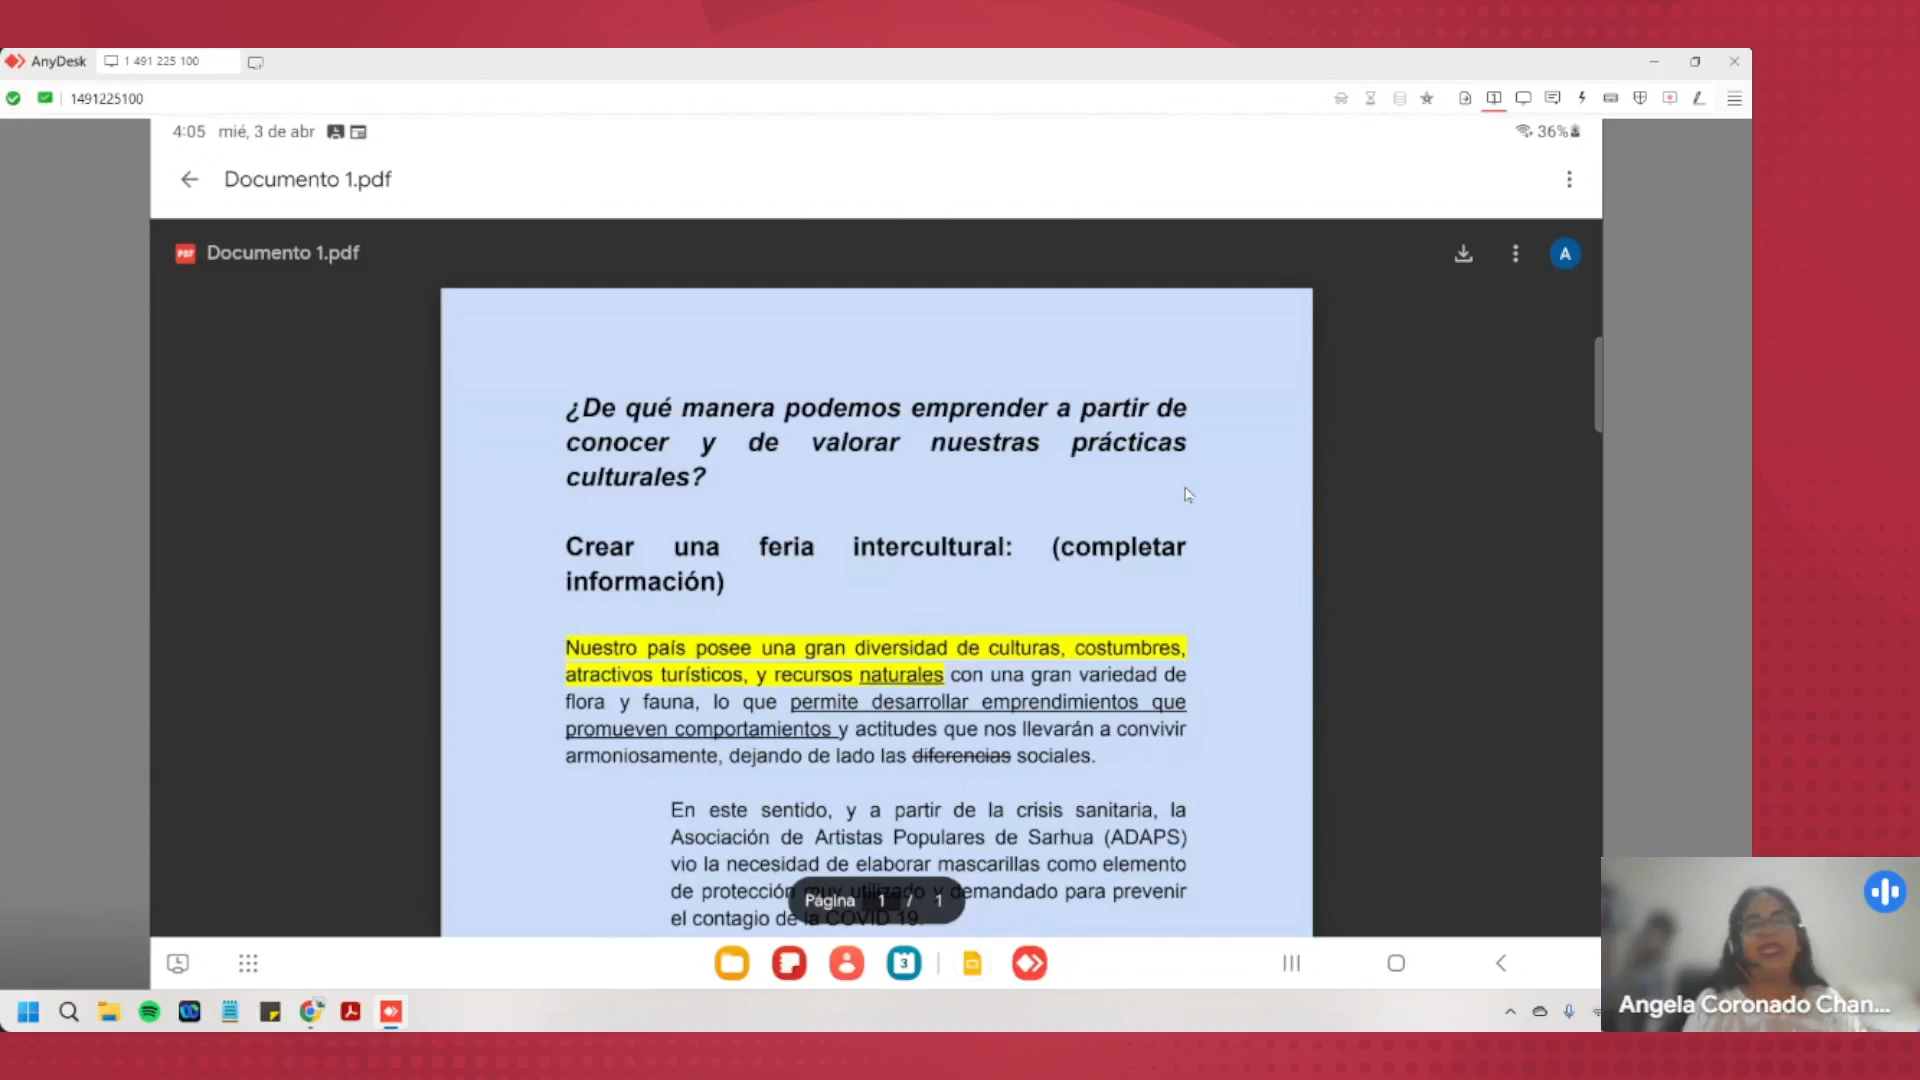 AnyDesk
1 491 225 100
1491225100
4:05 mié, 3 de abr
36%
Documento 1.pdf
PDF Documento 1.pdf
A
¿De qué manera podemos emprender a partir de
conocer y de valorar nuestras prácticas
culturales?
Crear una feria intercultural: (completar
información)
Nuestro país posee una gran diversidad de culturas, costumbres,
atractivos turísticos, y recursos naturales con una gran variedad de
flora y fauna, lo que permite desarrollar emprendimientos que
promueven comportamientos y actitudes que nos llevarán a convivir
armoniosamente, dejando de lado las diferencias sociales.
En este sentido, y a partir de la crisis sanitaria, la
Asociación de Artistas Populares de Sarhua (ADAPS)
vio la necesidad de elaborar mascarillas como elemento
de protección muy utilizado y demandado para prevenir
el contagio de la COVID 19.
Página 1 / 1
3
Angela Coronado Chan...